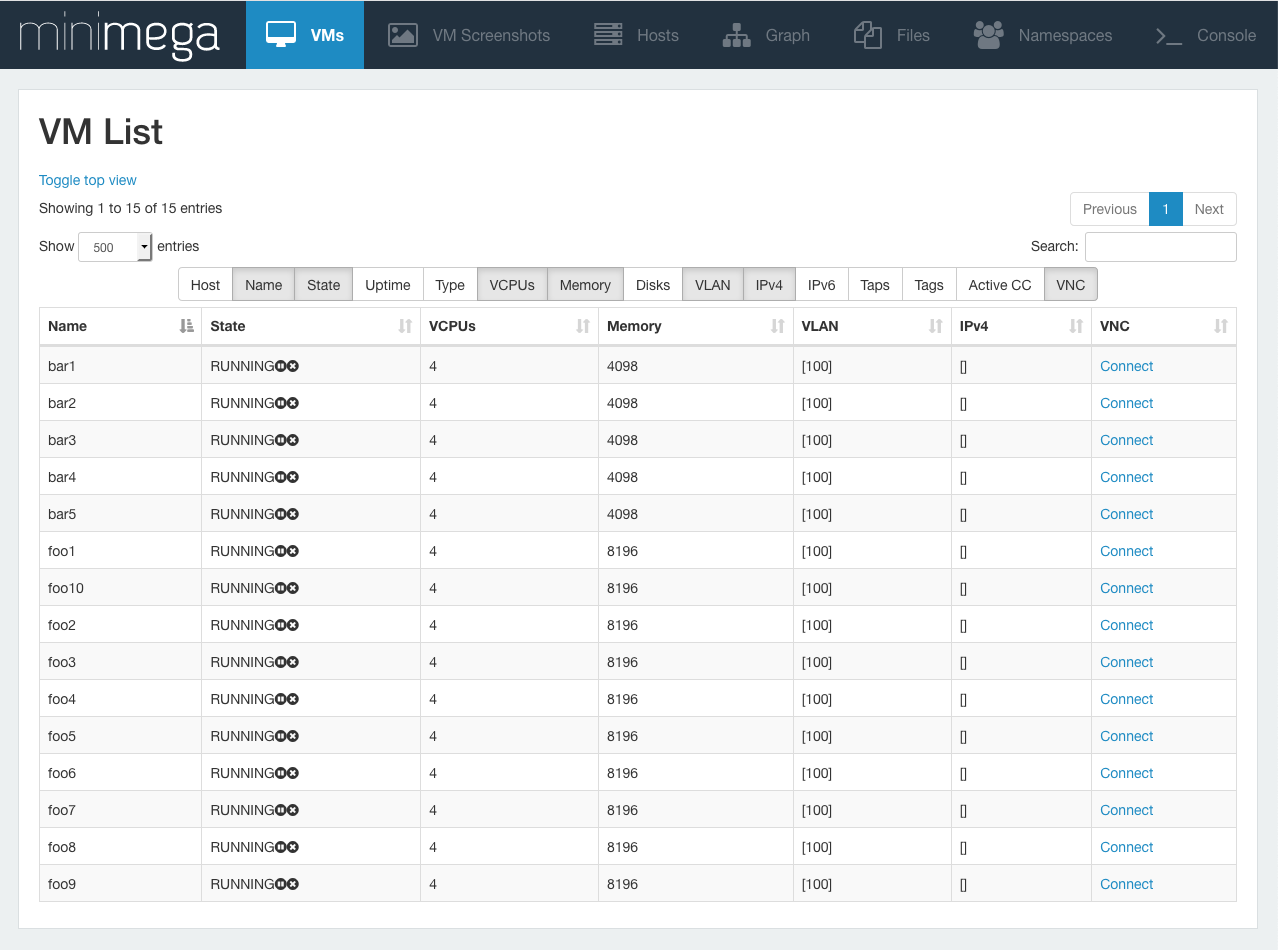 minimega VMs VM Screenshots Hosts Graph Files Namespaces Console
VM List
Toggle top view
Showing 1 to 15 of 15 entries Previous 1 Next
Show 500 entries Search:
Host Name State Uptime Type VCPUs Memory Disks VLAN IPv4 IPv6 Taps Tags Active CC VNC
Name State VCPUs Memory VLAN IPv4 VNC
bar1 RUNNING 4 4098 [100] [] Connect
bar2 RUNNING 4 4098 [100] [] Connect
bar3 RUNNING 4 4098 [100] [] Connect
bar4 RUNNING 4 4098 [100] [] Connect
bar5 RUNNING 4 4098 [100] [] Connect
foo1 RUNNING 4 8196 [100] [] Connect
foo10 RUNNING 4 8196 [100] [] Connect
foo2 RUNNING 4 8196 [100] [] Connect
foo3 RUNNING 4 8196 [100] [] Connect
foo4 RUNNING 4 8196 [100] [] Connect
foo5 RUNNING 4 8196 [100] [] Connect
foo6 RUNNING 4 8196 [100] [] Connect
foo7 RUNNING 4 8196 [100] [] Connect
foo8 RUNNING 4 8196 [100] [] Connect
foo9 RUNNING 4 8196 [100] [] Connect